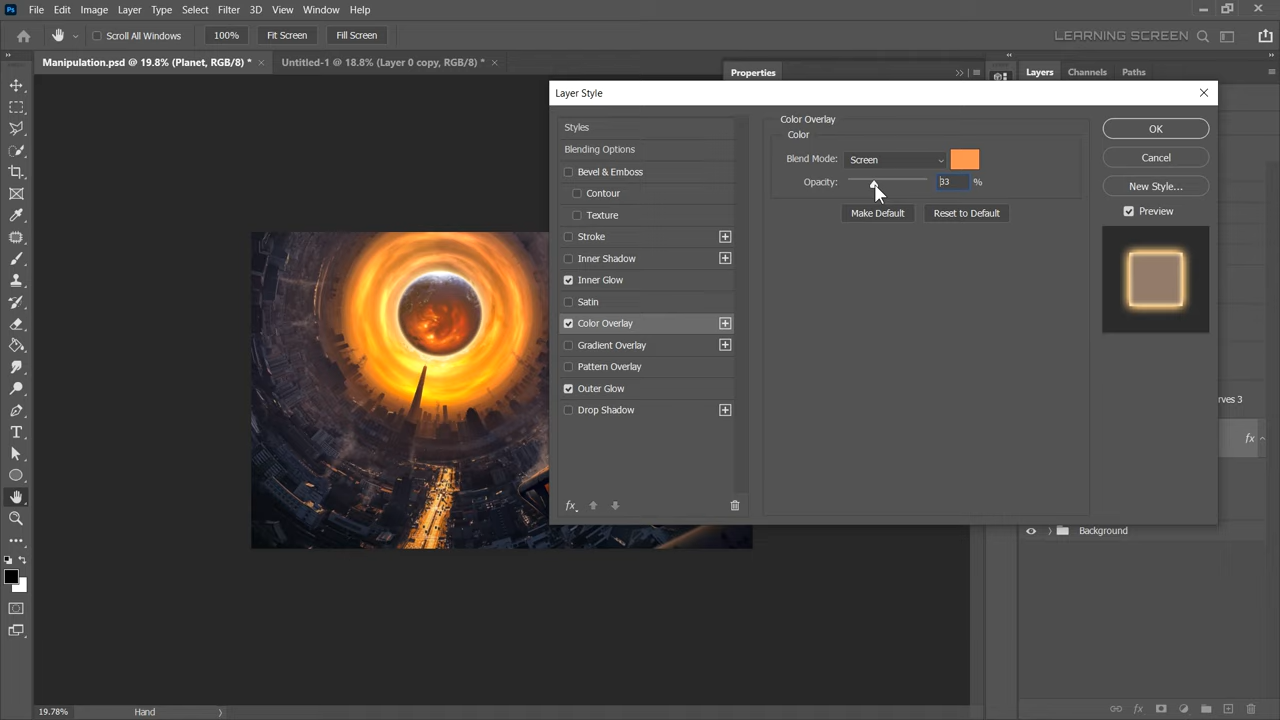 Ps File Edit Image Layer Type Select Filter 3D View Window Help
Scroll All Windows 100% Fit Screen Fill Screen LEARNING SCREEN
Manipulation.psd @ 19.8% (Planet, RGB/8) * × Untitled-1 @ 18.8% (Layer 0 copy, RGB/8) * ×
Properties
Layers Channels Paths
Layer Style
Styles
Blending Options
Bevel & Emboss
Contour
Texture
Stroke
Inner Shadow
Inner Glow
Satin
Color Overlay
Gradient Overlay
Pattern Overlay
Outer Glow
Drop Shadow
fx
Color Overlay
Color
Blend Mode: Screen
Opacity: 33 %
Make Default Reset to Default
OK
Cancel
New Style...
Preview
rves 3
fx
Background
T
19.78% Hand
fx